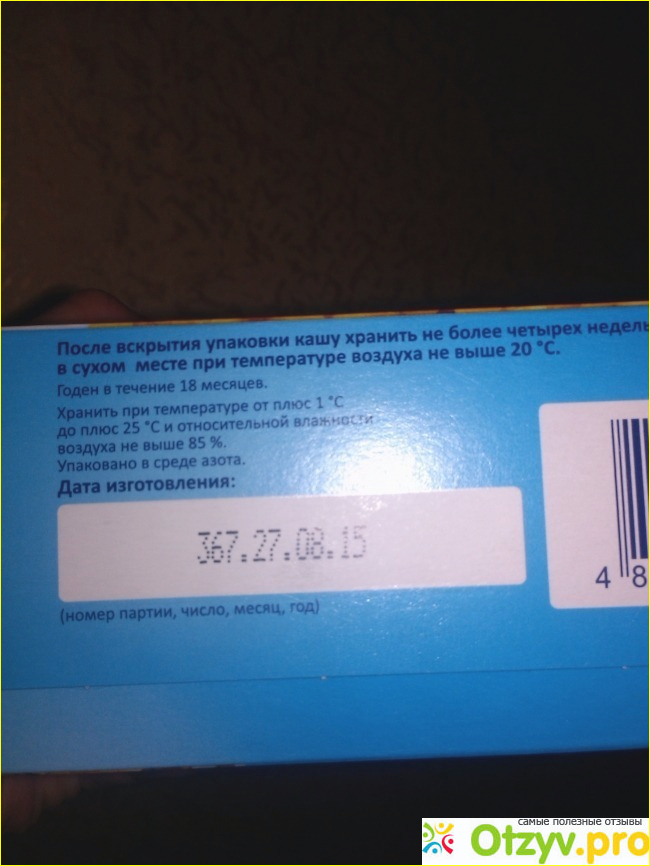 После вскрытия упаковки кашу хранить не более четырех недель
в сухом месте при температуре воздуха не выше 20 °С.
Годен в течение 18 месяцев.
Хранить при температуре от плюс 1 °С
до плюс 25 °С и относительной влажности
воздуха не выше 85 %.
Упаковано в среде азота.
Дата изготовления:
367.27.08.15
(номер партии, число, месяц, год)
4 8
самые полезные отзывы
Otzyv.pro